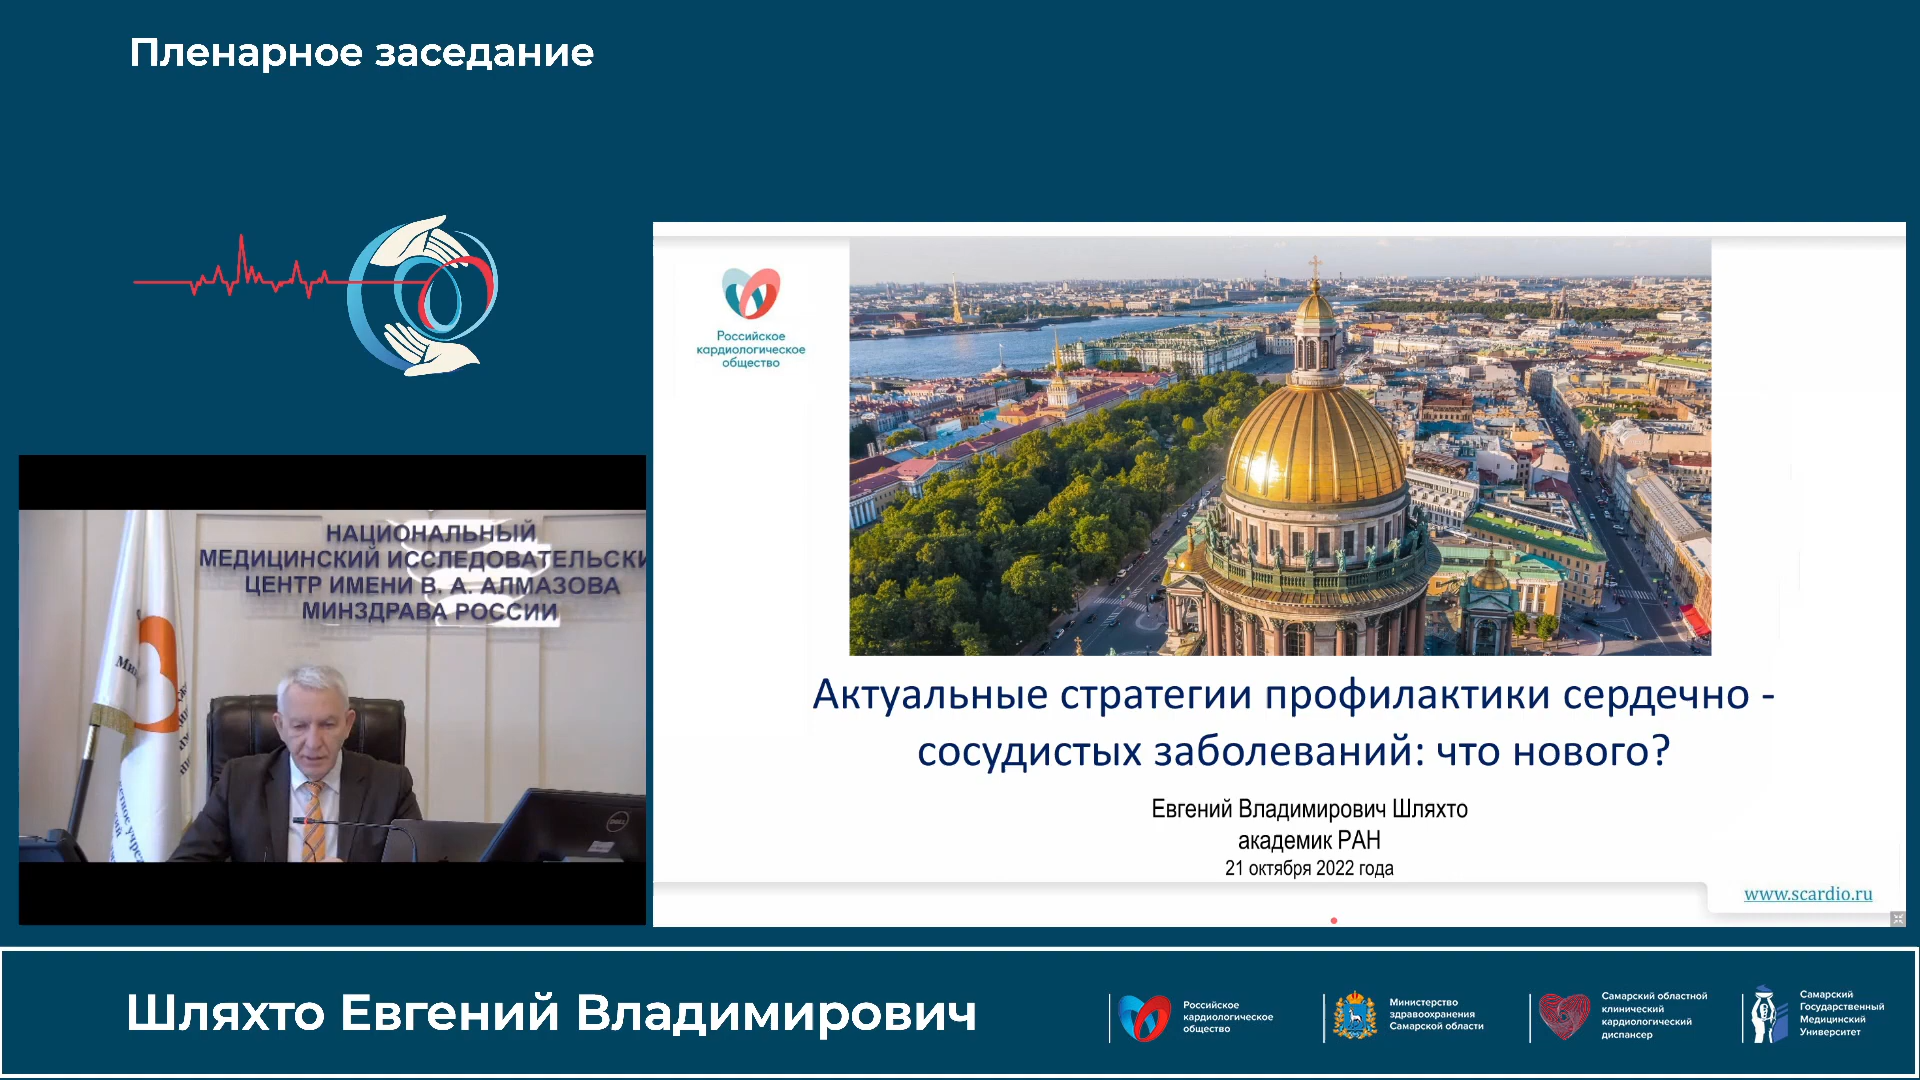 Пленарное заседание
Российское
кардиологическое
общество
НАЦИОНАЛЬНЫЙ
МЕДИЦИНСКИЙ ИССЛЕДОВАТЕЛЬСКИ
ЦЕНТР ИМЕНИ В. А. АЛМАЗОВА
МИНЗДРАВА РОССИИ
Актуальные стратегии профилактики сердечно -
сосудистых заболеваний: что нового?
Евгений Владимирович Шляхто
академик РАН
21 октября 2022 года
www.scardio.ru
DELL
Шляхто Евгений Владимирович
Российское
кардиологическое
общество
Министерство
здравоохранения
Самарской области
Самарский областной
клинический
кардиологический
диспансер
Самарский
Государственный
Медицинский
Университет